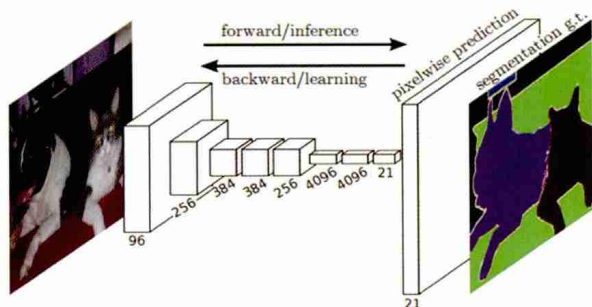 forward/inference
backward/learning
pixelwise prediction
segmentation g.t.
96
256
384
384
256
4096
4096
21
21